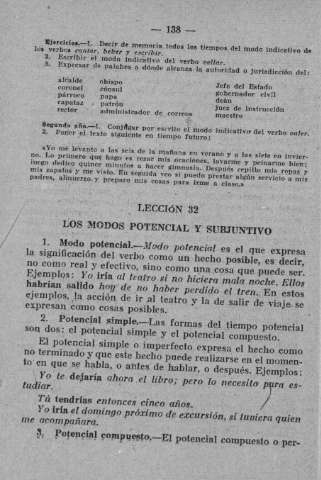 — 138 —
Ejercicios.—1. Decir de memoria todos los tiempos del modo indicativo de
los verbos contar, beber y escribir.
2. Escribir el modo indicativo del verbo callar.
3. Expresar de palabra o dónde alcanza la autoridad o jurisdicción del:
alcalde obispo Jefe del Estado
coronel cónsul gobernador civil
párroco papa deán
capataz patrón juez de instrucción
rector administrador de correos maestro
Segundo año.—1. Conjugar por escrito el modo indicativo del verbo
2. Poner el texto siguiente en tiempo futuro:
«Yo me levanto a las seis de la mañana en verano y a las siete en invier-
no. Lo primero que hago es rezar mis oraciones, lavarme y peinarme bien;
luego dedico quince minutos a hacer gimnasia. Después cepillo mis ropas y
mis zapatos y me visto. En seguida veo si puedo prestar algún servicio a mis
padres, almuerzo y preparo mis cosas para irme a clase.»
LECCIÓN 32
LOS MODOS POTENCIAL Y SUBJUNTIVO
1. Modo potencial.—Modo potencial es el que expresa
la significación del verbo como un hecho posible, es decir,
no como real y efectivo, sino como una cosa que puede ser.
Ejemplos: Yo iría al teatro si no hiciera mala noche. Ellos
habrían salido hoy de no haber perdido el tren. En estos
ejemplos, la acción de ir al teatro y la de salir de viaje se
expresan como cosas posibles.
2. Potencial simple.—Las formas del tiempo potencial
son dos: el potencial simple y el potencial compuesto.
El potencial simple o imperfecto expresa el hecho como
no terminado y que este hecho puede realizarse en el momen-
to en que se habla, o antes de hablar, o después. Ejemplos:
Yo te dejaría ahora el libro; pero lo necesito para es-
tudiar.
Tú tendrías entonces cinco años.
Yo iría el domingo próximo de excursión, si tuviera quien
me acompañara.
3. Potencial compuesto.—El potencial compuesto o per-